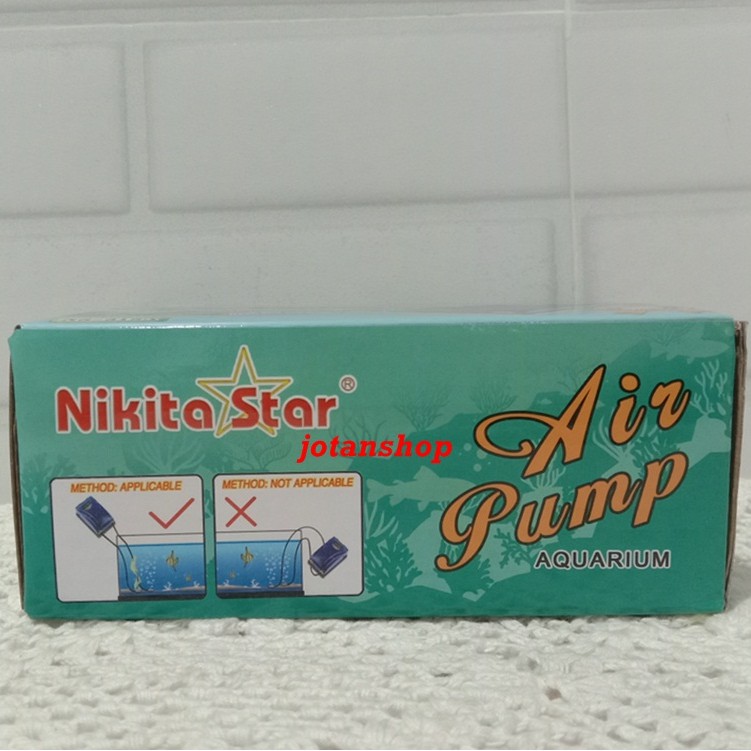 Nikita Star ®
jotanshop
METHOD: APPLICABLE
METHOD: NOT APPLICABLE
Air
Pump
AQUARIUM